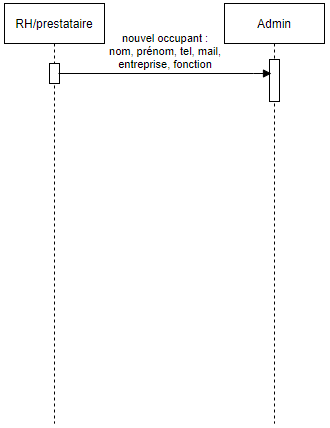 RH/prestataire
Admin
nouvel occupant :
nom, prénom, tel, mail,
entreprise, fonction